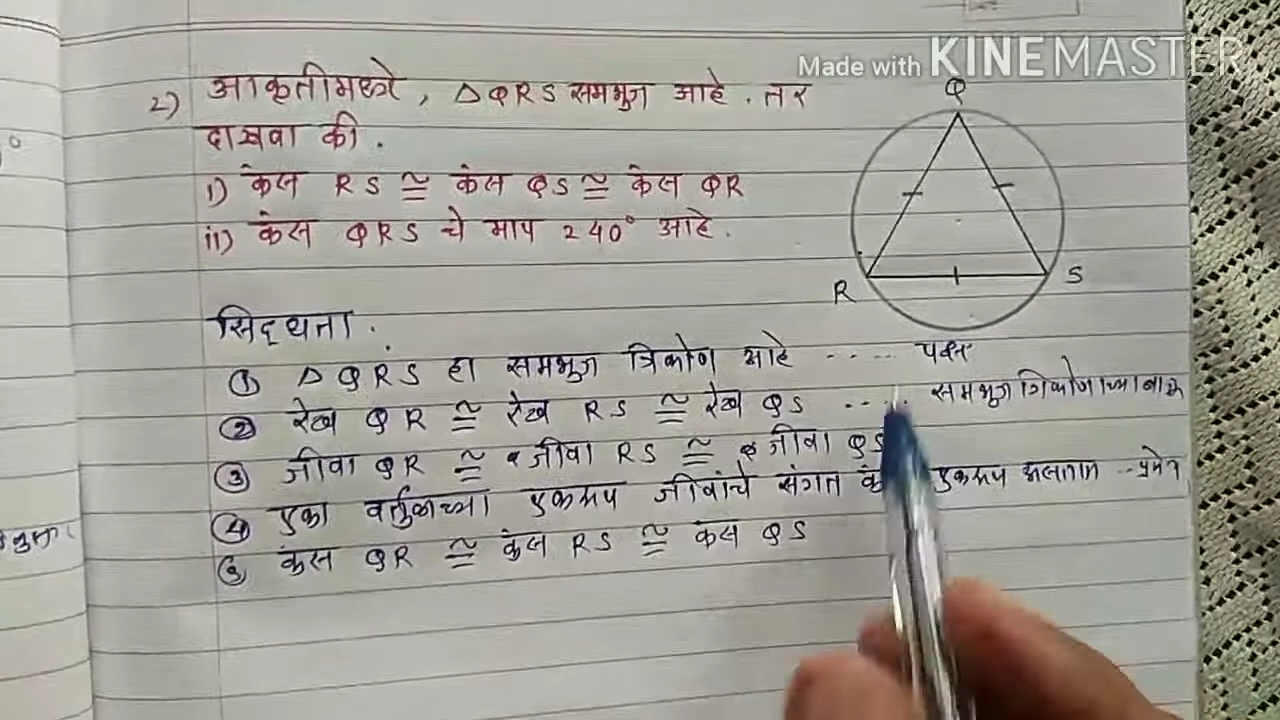 Made with KINEMASTER
2) आकृतीमध्ये, △QRS समभुज आहे. तर
दाखवा की.
i) कंस RS ≅ कंस QS ≅ कंस QR
ii) कंस QRS चे माप 240° आहे.
Q
R
S
सिद्धता.
① △QRS हा समभुज त्रिकोण आहे ..... पक्ष
② रेख QR ≅ रेख RS ≅ रेख QS ..... समभुज त्रिकोणाच्या बाजू
③ जीवा QR ≅ जीवा RS ≅ जीवा QS
④ एका वर्तुळाच्या एकरूप जीवांचे संगत एकरूप असतात ...प्रमेय
⑤ कंस QR ≅ कंस RS ≅ कंस QS